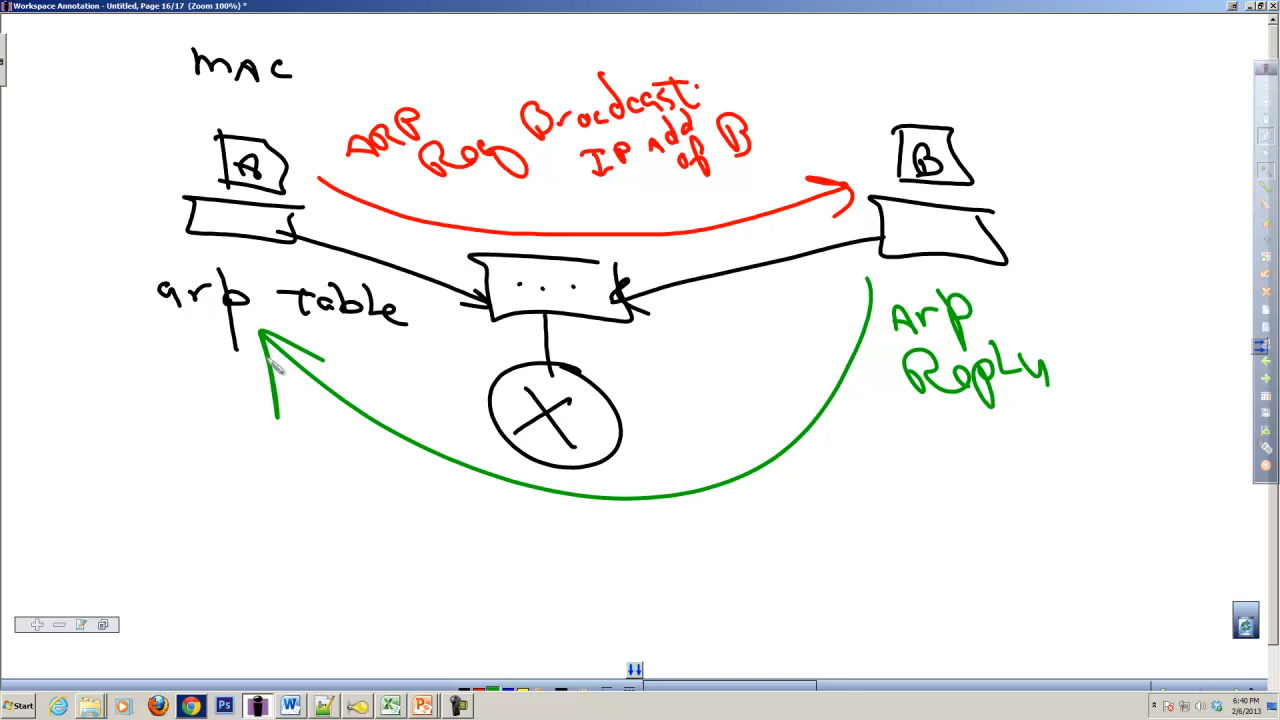 Workspace Annotation - Untitled, Page 16/17 (Zoom 100%) *
MAC
ARP
Req Broadcast
IP Add
of B
A
B
arp table
Arp
Reply
Start
6:40 PM
2/6/2013